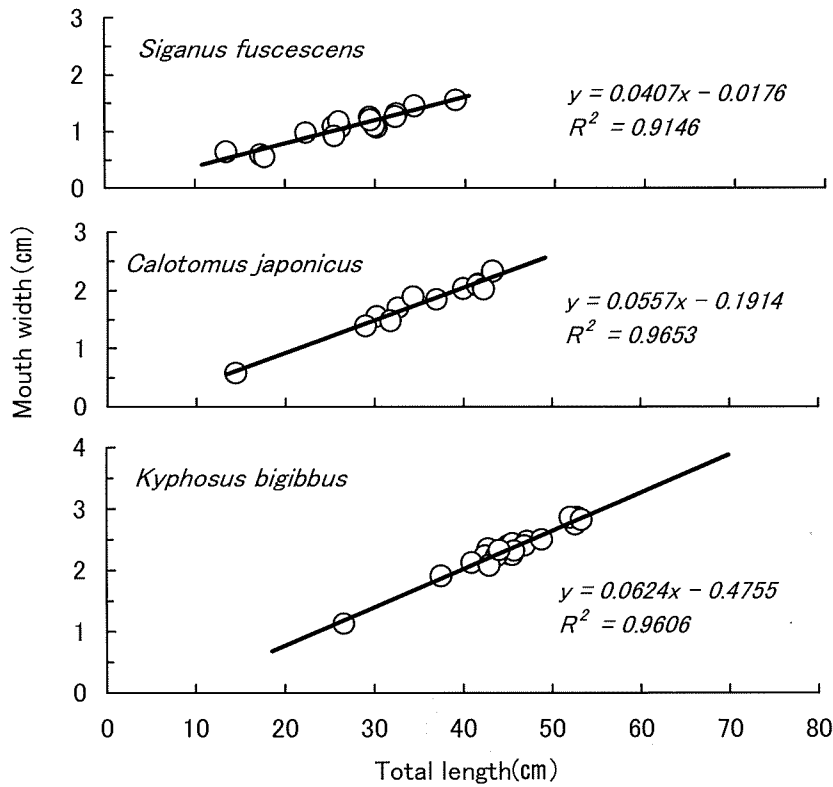 3
Siganus fuscescens
2
y = 0.0407x − 0.0176
R² = 0.9146
1
0
3
Calotomus japonicus
2
y = 0.0557x − 0.1914
R² = 0.9653
1
0
4
Kyphosus bigibbus
3
2
y = 0.0624x − 0.4755
R² = 0.9606
1
0
0 10 20 30 40 50 60 70 80
Total length(cm)
Mouth width(cm)